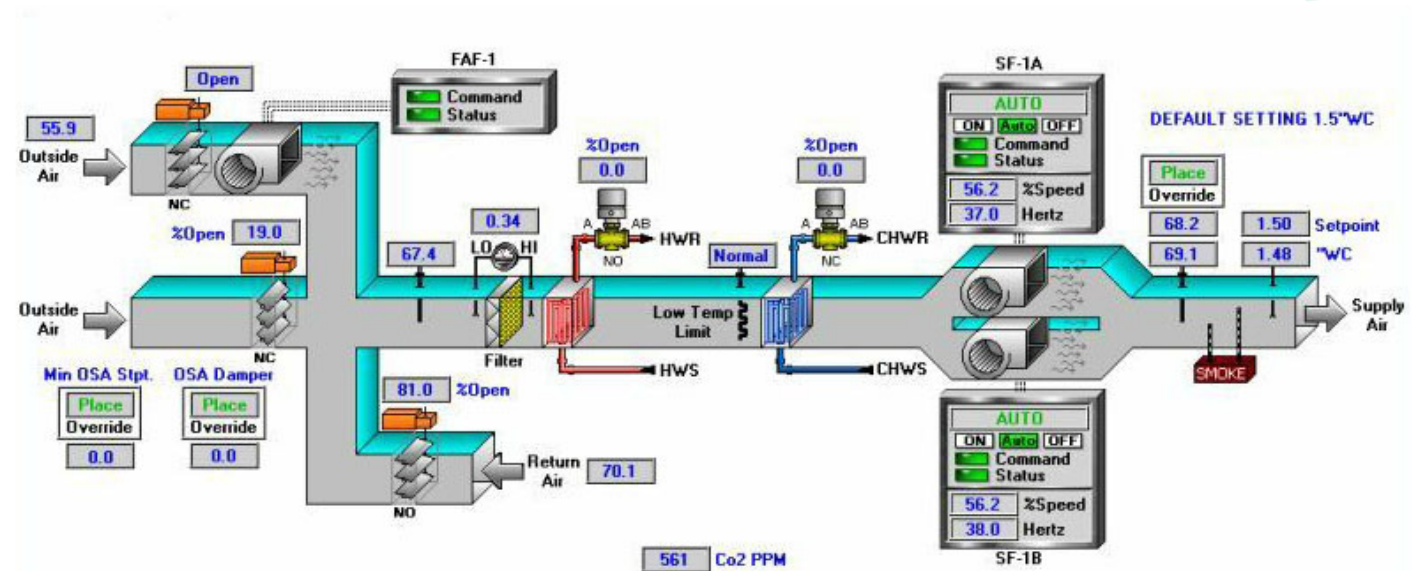 FAF-1
Command
Status
Open
55.9
Outside
Air
NC
%Open 19.0
Outside
Air
NC
Min OSA Stpt.
Place
Override
0.0
OSA Damper
Place
Override
0.0
67.4
0.34
LO HI
Filter
%Open
0.0
A AB
HWR
NO
HWS
Normal
Low Temp
Limit
%Open
0.0
A AB
CHWR
NC
CHWS
81.0 %Open
Return
Air
70.1
NO
561 Co2 PPM
SF-1A
AUTO
ON Auto OFF
Command
Status
56.2 %Speed
37.0 Hertz
AUTO
ON Auto OFF
Command
Status
56.2 %Speed
38.0 Hertz
SF-1B
DEFAULT SETTING 1.5"WC
Place
Override
68.2
69.1
1.50 Setpoint
1.48 "WC
Supply
Air
SMOKE